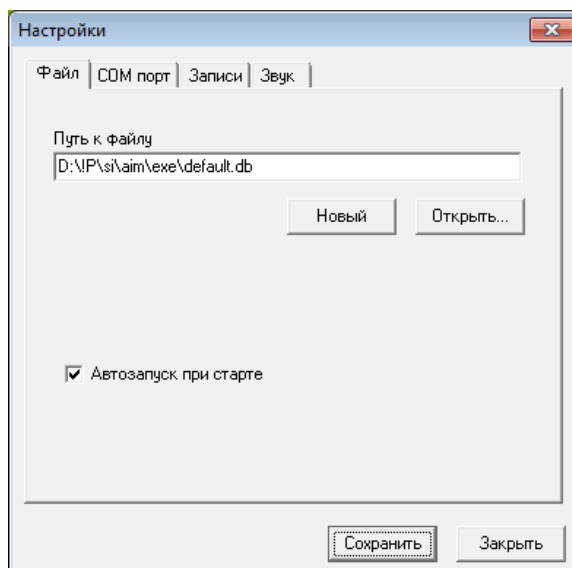 Настройки
Файл COM порт Записи Звук
Путь к файлу
D:\!P\si\aim\exe\default.db
Новый Открыть...
Автозапуск при старте
Сохранить Закрыть